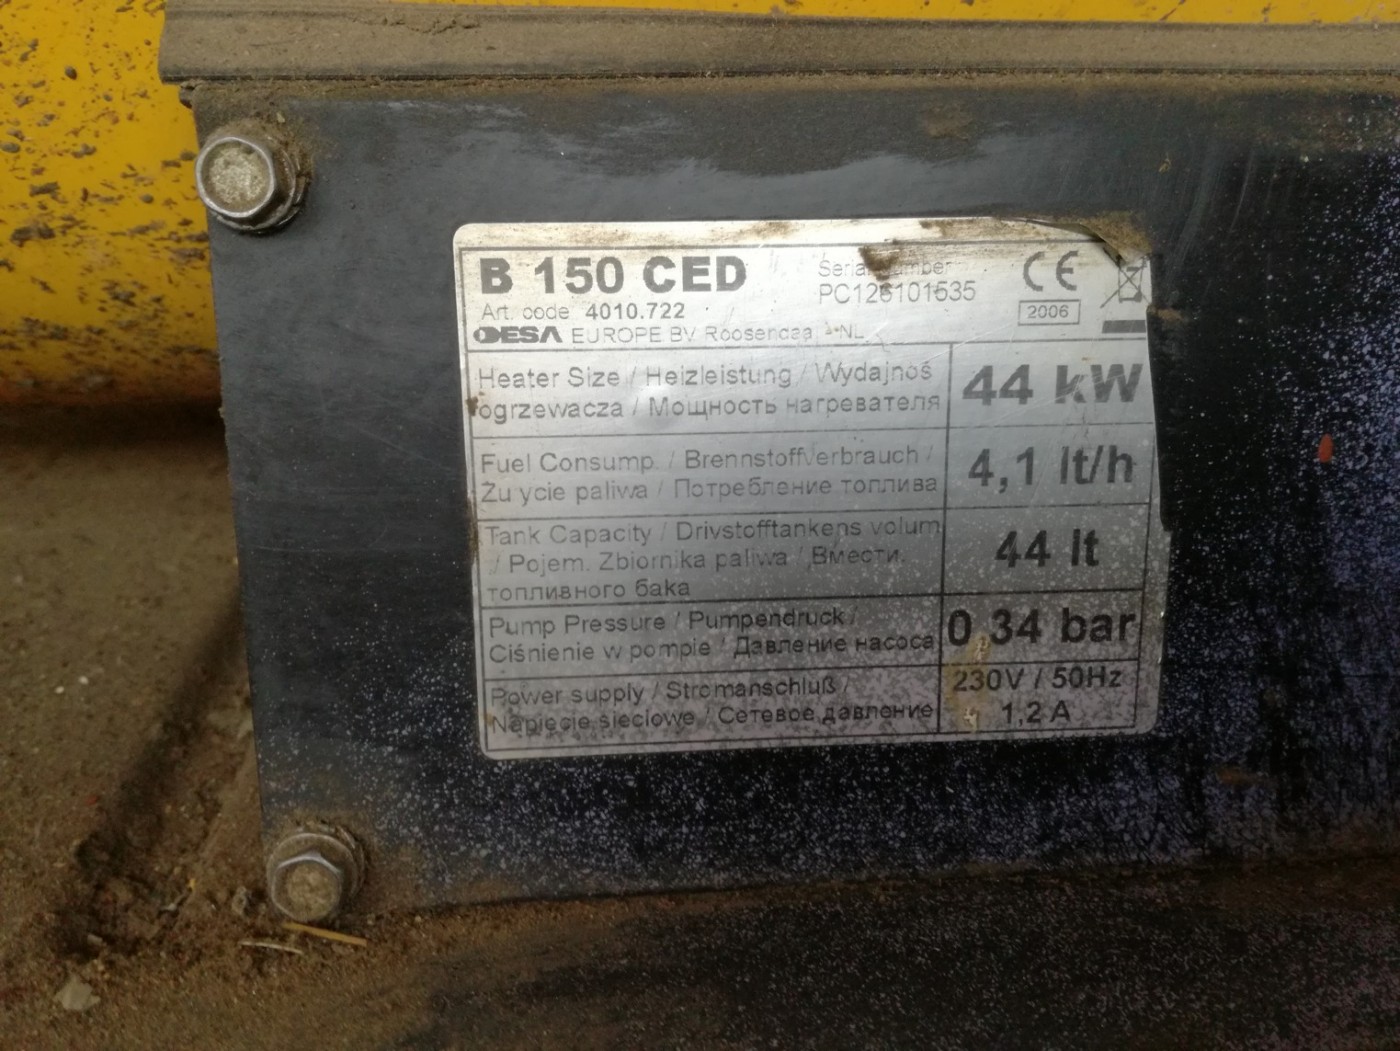 B 150 CED
Serial number
PC126101535
CE
2006
Art. code 4010.722
DESA EUROPE BV Roosendaal - NL
Heater Size / Heizleistung / Wydajnoś
ogrzewacza / Мощность нагревателя
44 kW
Fuel Consump. / Brennstoffverbrauch /
Zu ycie paliwa / Потребление топлива
4,1 lt/h
Tank Capacity / Drivstofftankens volum
/ Pojem. Zbiornika paliwa / Вмести.
топливного бака
44 lt
Pump Pressure / Pumpendruck /
Ciśnienie w pompie / Давление насоса
0,34 bar
Power supply / Stromanschluß /
Napięcie sieciowe / Сетевое давление
230V / 50Hz
1,2 A